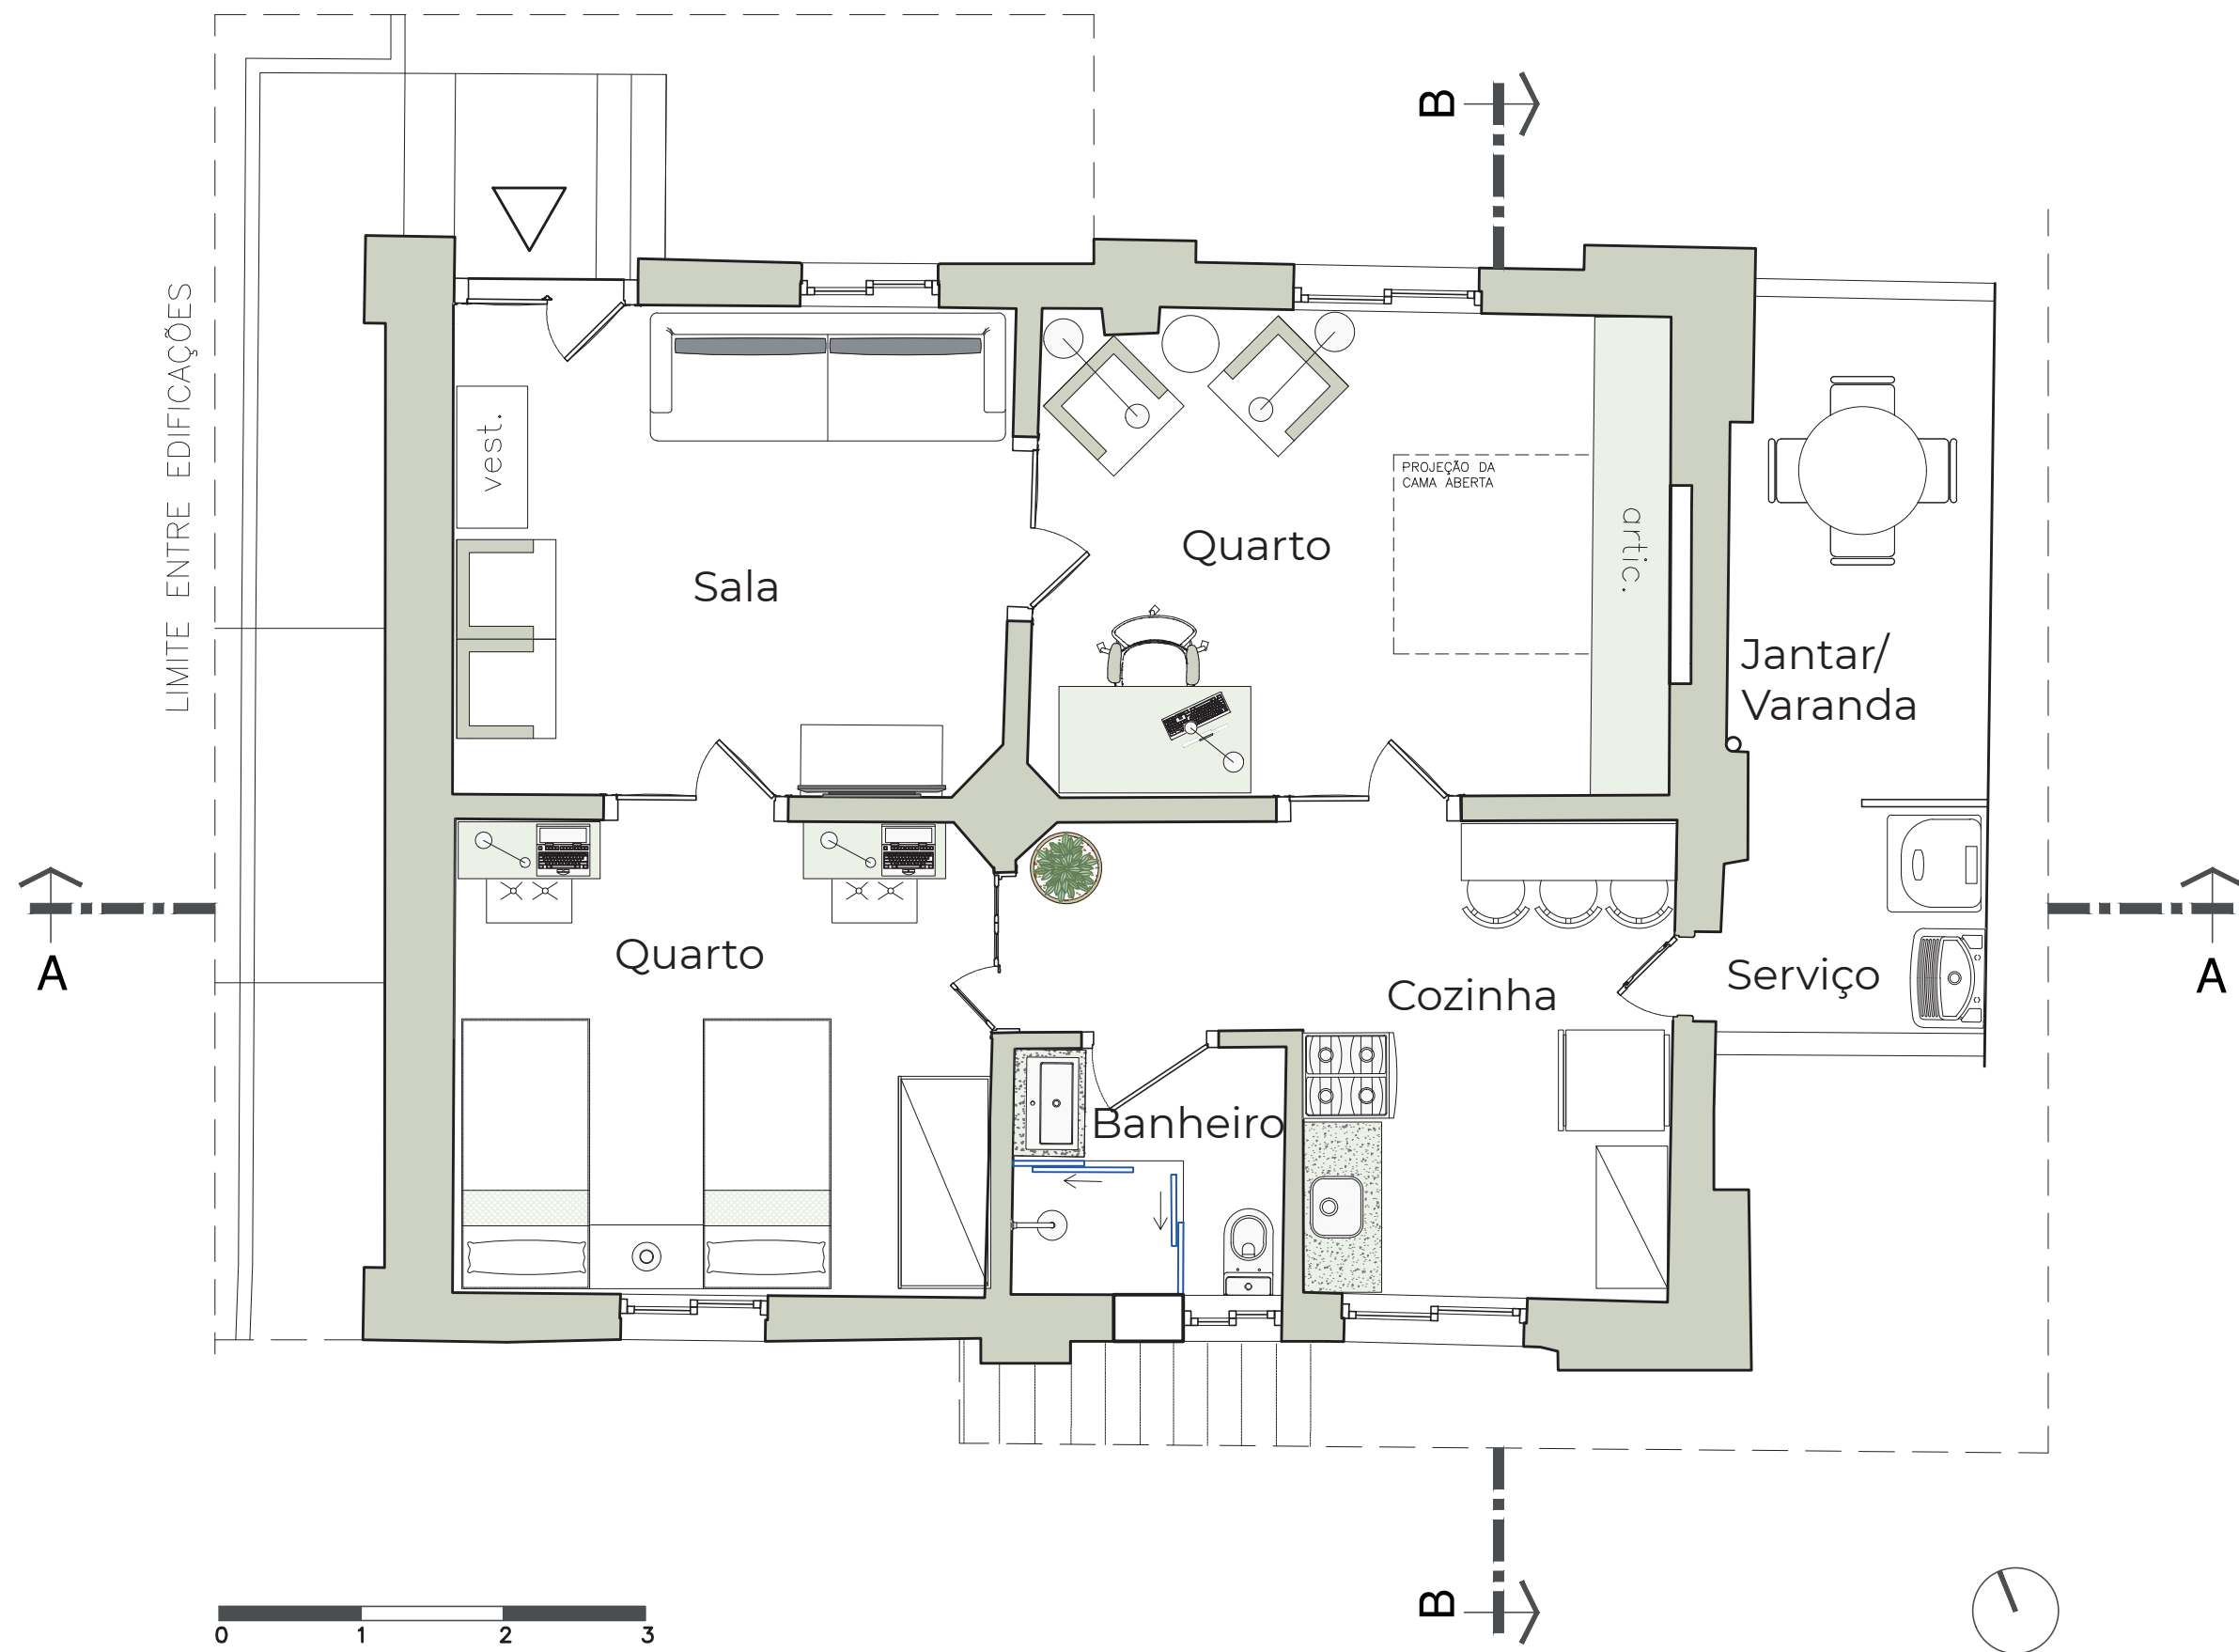 B
LIMITE ENTRE EDIFICAÇÕES
vest.
PROJEÇÃO DA
CAMA ABERTA
artic.
Quarto
Sala
Jantar/
Varanda
Quarto
Cozinha
Serviço
A
A
Banheiro
B
0 1 2 3